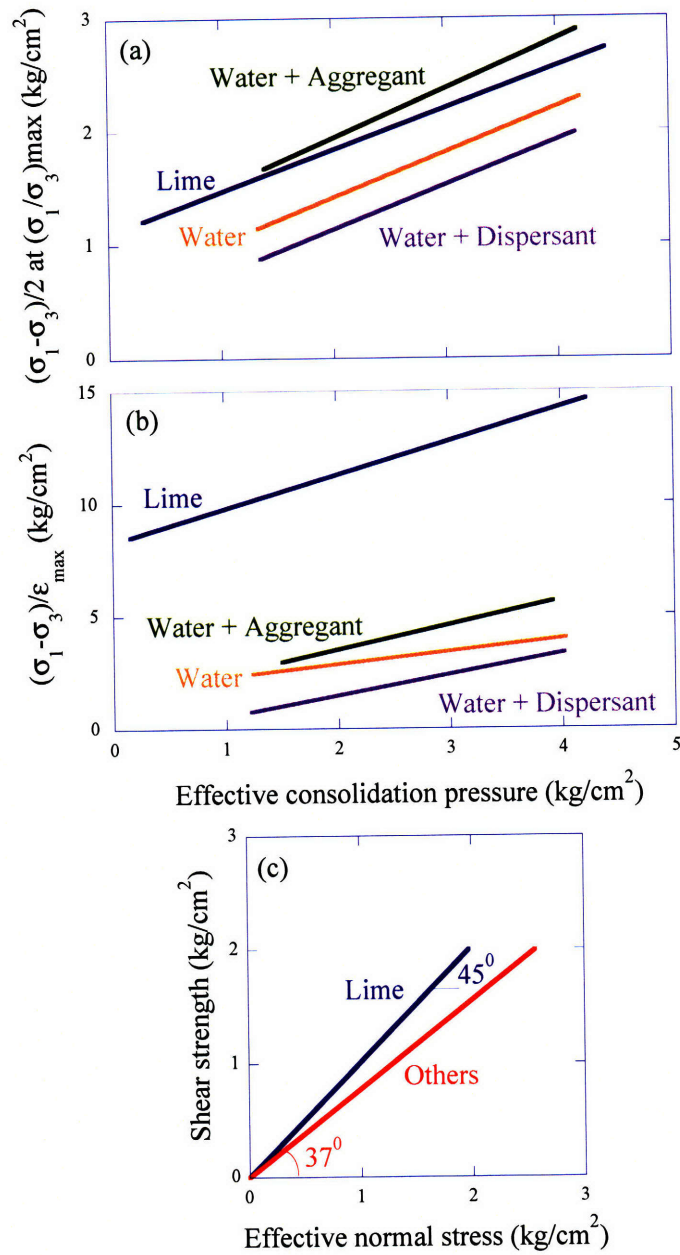 (a)
(σ1-σ3)/2 at (σ1/σ3)max (kg/cm²)
3
2
1
0
Water + Aggregant
Lime
Water
Water + Dispersant
(b)
(σ1-σ3)/εmax (kg/cm²)
15
10
5
0
Lime
Water + Aggregant
Water
Water + Dispersant
0 1 2 3 4 5
Effective consolidation pressure (kg/cm²)
(c)
Shear strength (kg/cm²)
3
2
1
0
Lime
45⁰
Others
37⁰
0 1 2 3
Effective normal stress (kg/cm²)